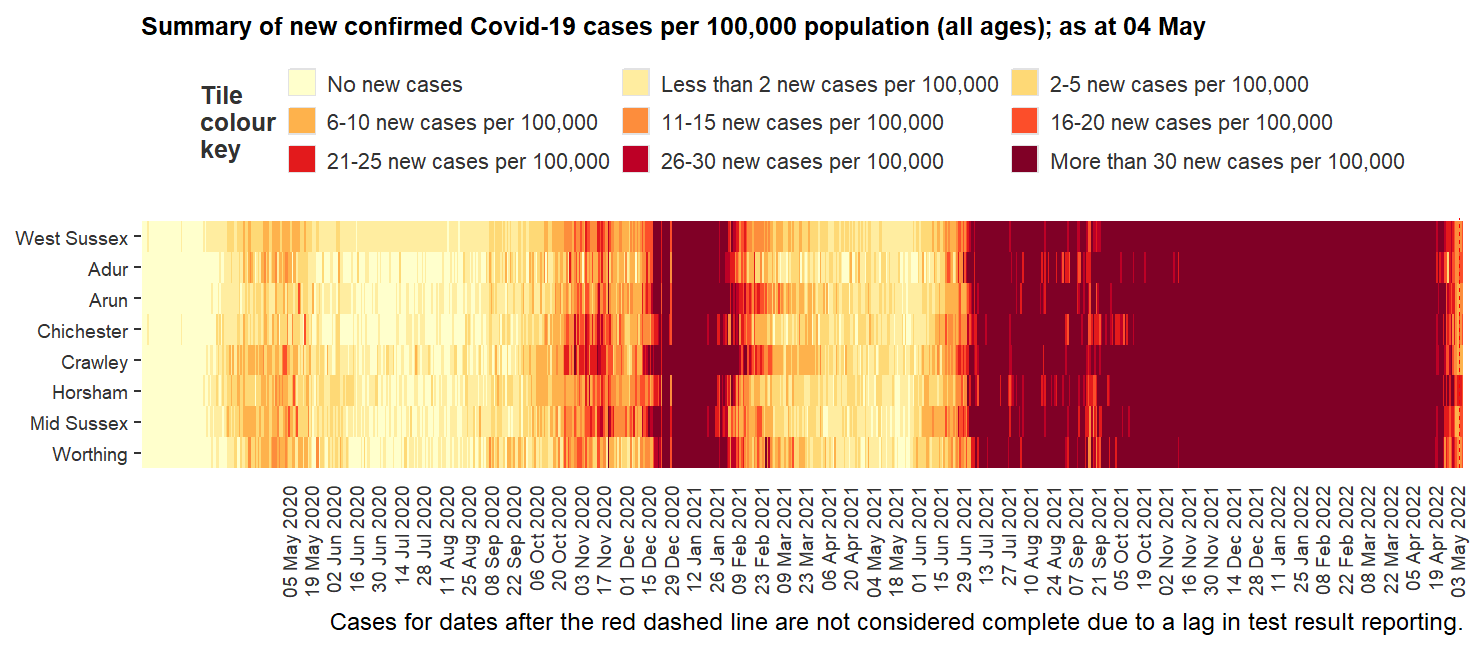 Summary of new confirmed Covid-19 cases per 100,000 population (all ages); as at 04 May
Tile
colour
key
No new cases
Less than 2 new cases per 100,000
2-5 new cases per 100,000
6-10 new cases per 100,000
11-15 new cases per 100,000
16-20 new cases per 100,000
21-25 new cases per 100,000
26-30 new cases per 100,000
More than 30 new cases per 100,000
West Sussex
Adur
Arun
Chichester
Crawley
Horsham
Mid Sussex
Worthing
05 May 2020
19 May 2020
02 Jun 2020
16 Jun 2020
30 Jun 2020
14 Jul 2020
28 Jul 2020
11 Aug 2020
25 Aug 2020
08 Sep 2020
22 Sep 2020
06 Oct 2020
20 Oct 2020
03 Nov 2020
17 Nov 2020
01 Dec 2020
15 Dec 2020
29 Dec 2020
12 Jan 2021
26 Jan 2021
09 Feb 2021
23 Feb 2021
09 Mar 2021
23 Mar 2021
06 Apr 2021
20 Apr 2021
04 May 2021
18 May 2021
01 Jun 2021
15 Jun 2021
29 Jun 2021
13 Jul 2021
27 Jul 2021
10 Aug 2021
24 Aug 2021
07 Sep 2021
21 Sep 2021
05 Oct 2021
19 Oct 2021
02 Nov 2021
16 Nov 2021
30 Nov 2021
14 Dec 2021
28 Dec 2021
11 Jan 2022
25 Jan 2022
08 Feb 2022
22 Feb 2022
08 Mar 2022
22 Mar 2022
05 Apr 2022
19 Apr 2022
03 May 2022
Cases for dates after the red dashed line are not considered complete due to a lag in test result reporting.